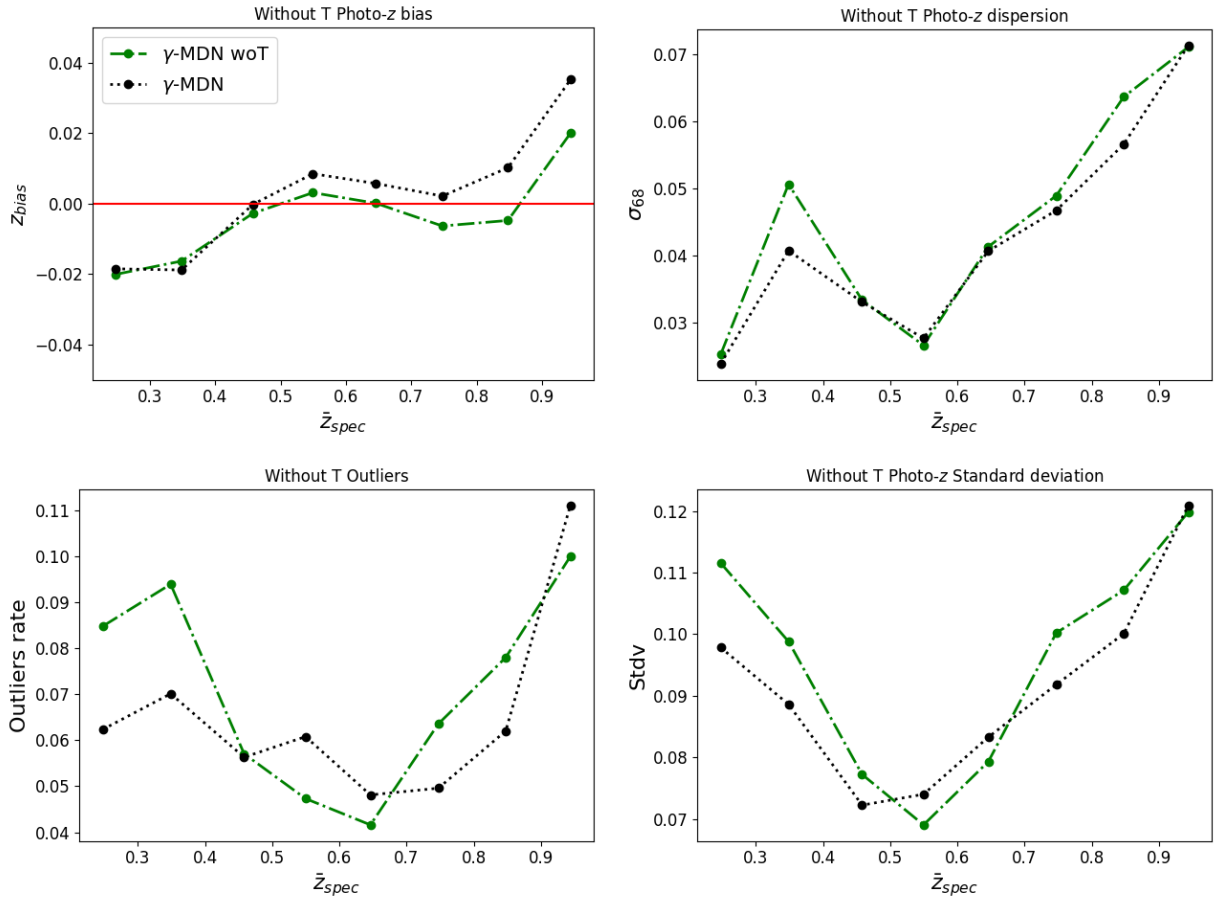 Without T Photo-z bias
γ-MDN woT
γ-MDN
0.04
0.02
0.00
−0.02
−0.04
z_bias
0.3 0.4 0.5 0.6 0.7 0.8 0.9
z̄_spec
Without T Photo-z dispersion
0.07
0.06
0.05
0.04
0.03
σ_68
0.3 0.4 0.5 0.6 0.7 0.8 0.9
z̄_spec
Without T Outliers
0.11
0.10
0.09
0.08
0.07
0.06
0.05
0.04
Outliers rate
0.3 0.4 0.5 0.6 0.7 0.8 0.9
z̄_spec
Without T Photo-z Standard deviation
0.12
0.11
0.10
0.09
0.08
0.07
Stdv
0.3 0.4 0.5 0.6 0.7 0.8 0.9
z̄_spec